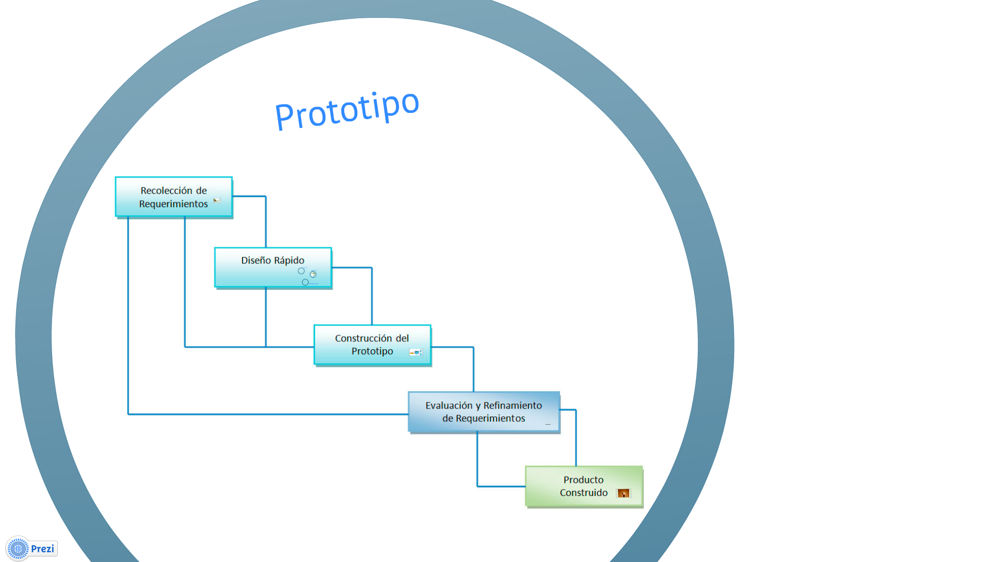 Prototipo
Recolección de
Requerimientos
Diseño Rápido
Construcción del
Prototipo
Evaluación y Refinamiento
de Requerimientos
Producto
Construido
Prezi